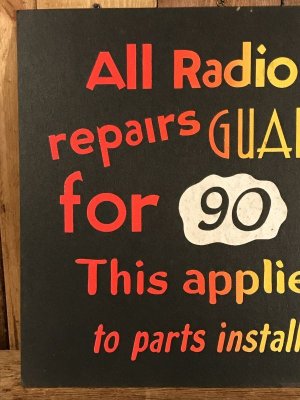 All Radio
repairs GUA
for 90
This applie
to parts install